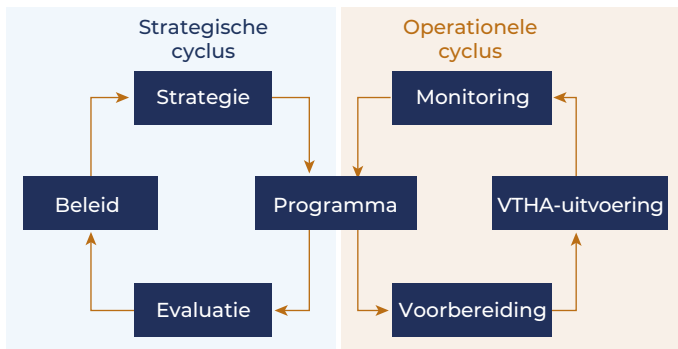 Strategische
cyclus
Operationele
cyclus
Strategie
Monitoring
Beleid
Programma
VTHA-uitvoering
Evaluatie
Voorbereiding